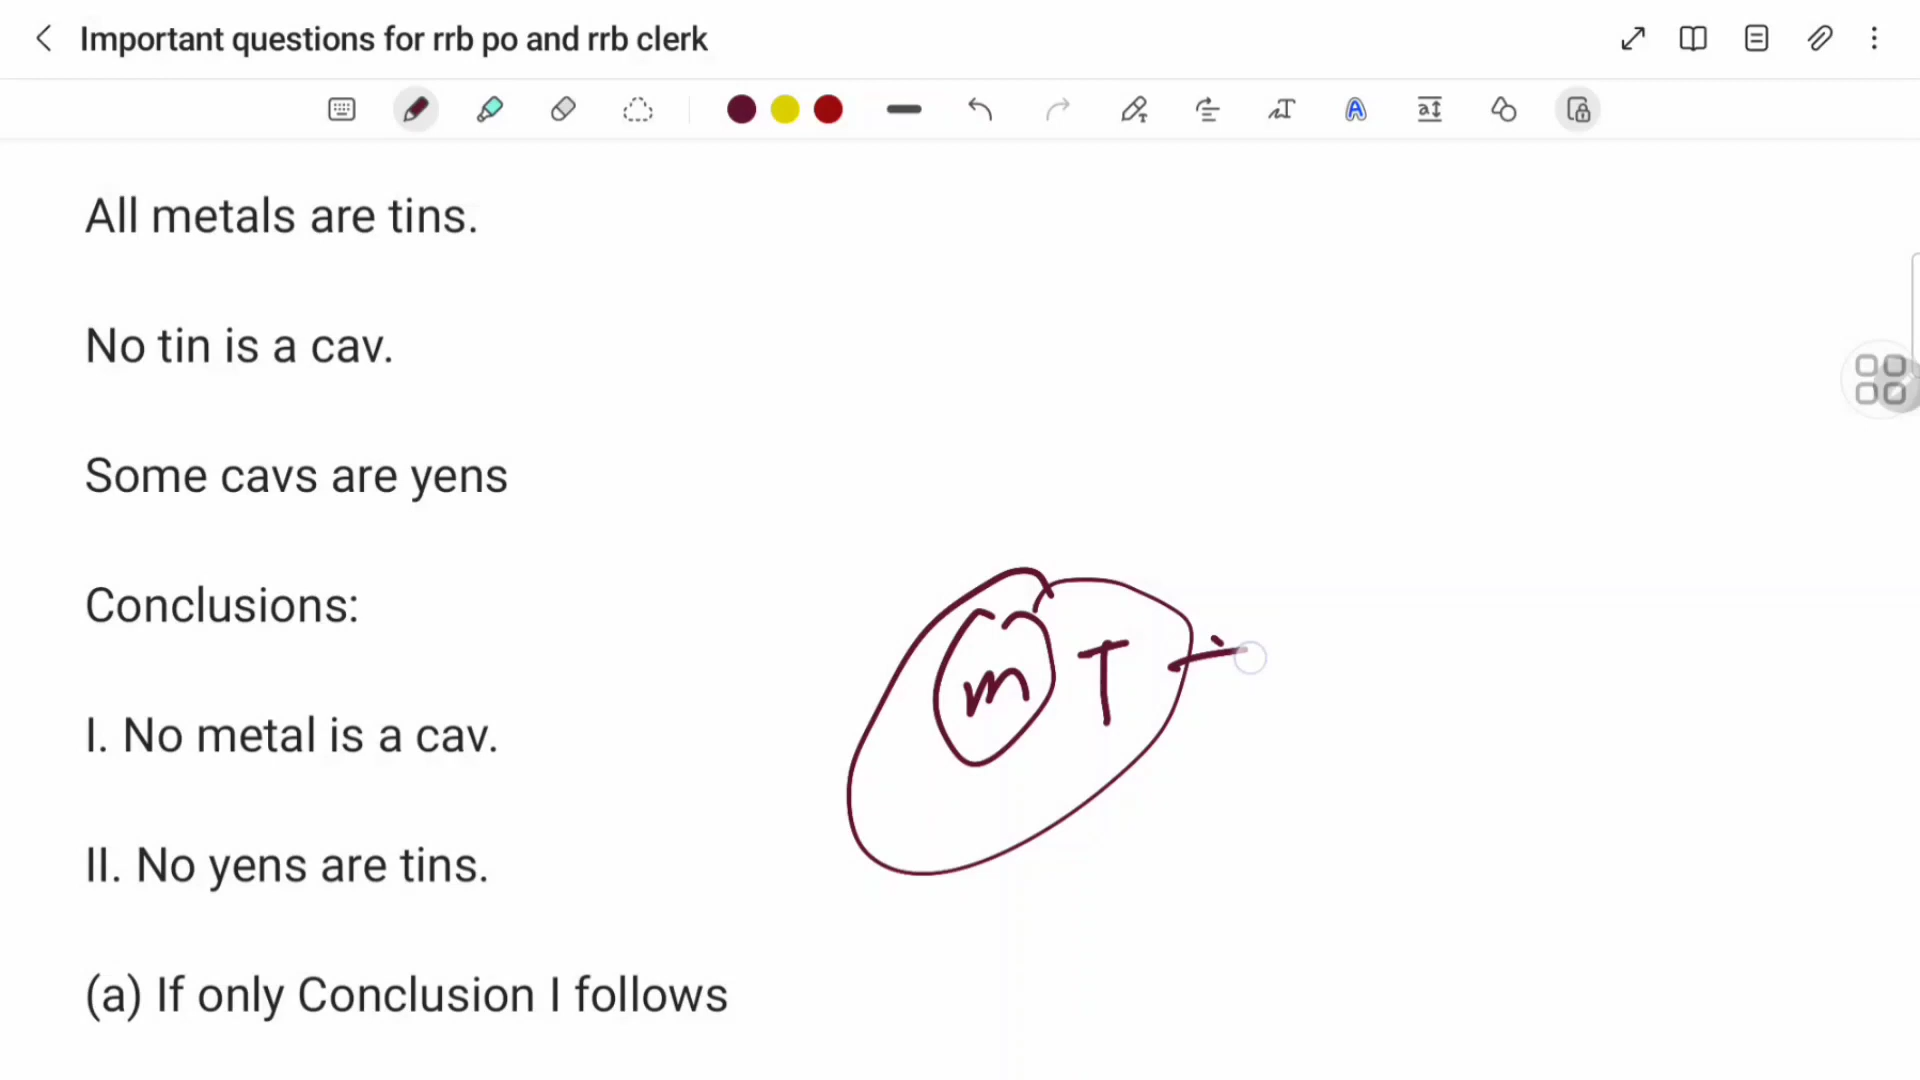 Important questions for rrb po and rrb clerk
All metals are tins.
No tin is a cav.
Some cavs are yens
Conclusions:
m T
I. No metal is a cav.
II. No yens are tins.
(a) If only Conclusion I follows